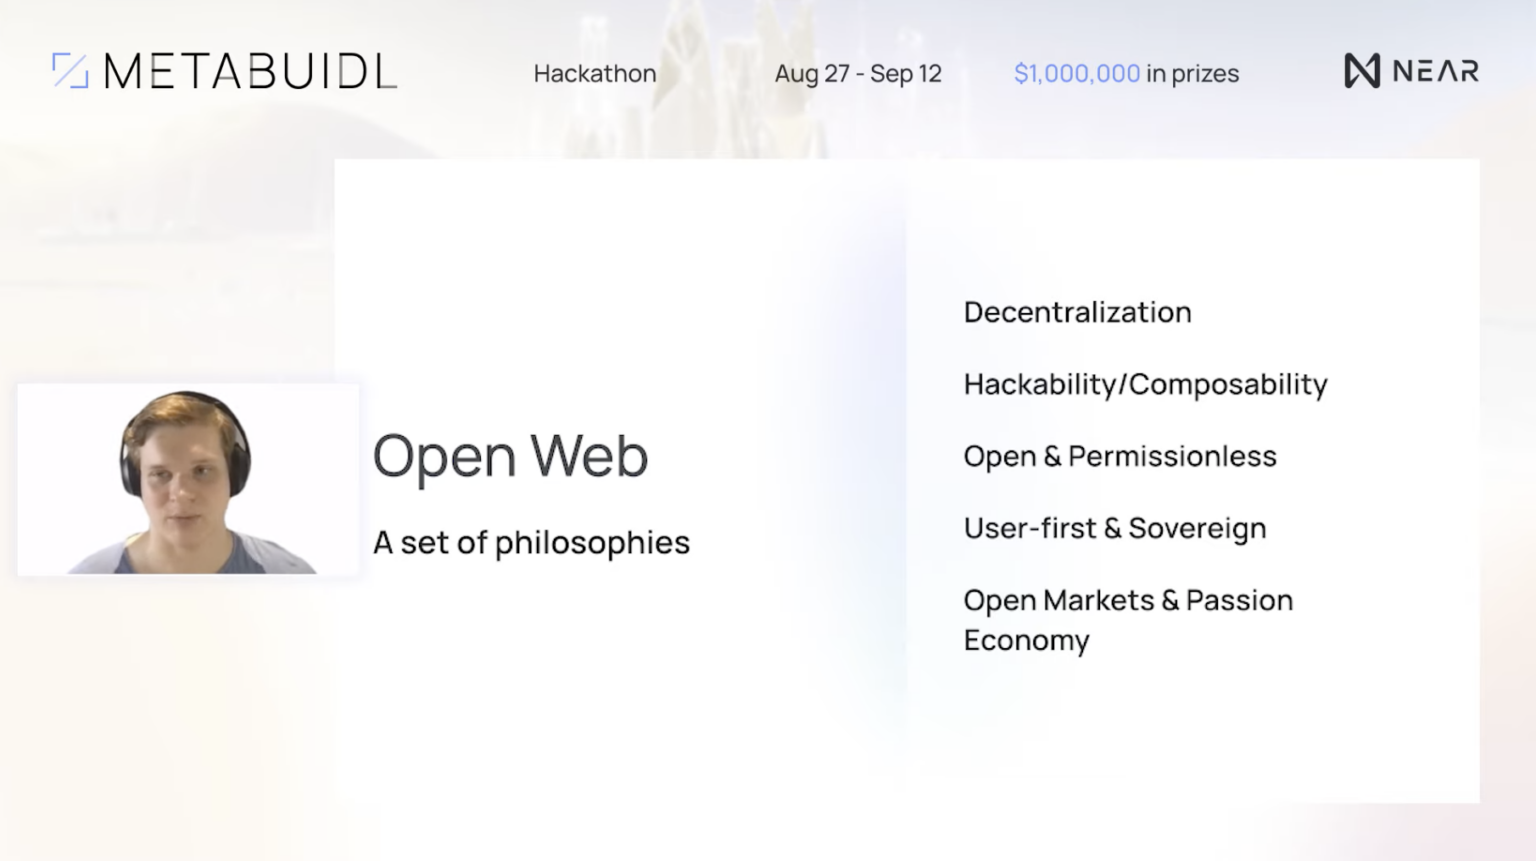 METABUIDL
Hackathon
Aug 27 - Sep 12
$1,000,000 in prizes
NEAR
Open Web
A set of philosophies
Decentralization
Hackability/Composability
Open & Permissionless
User-first & Sovereign
Open Markets & Passion
Economy